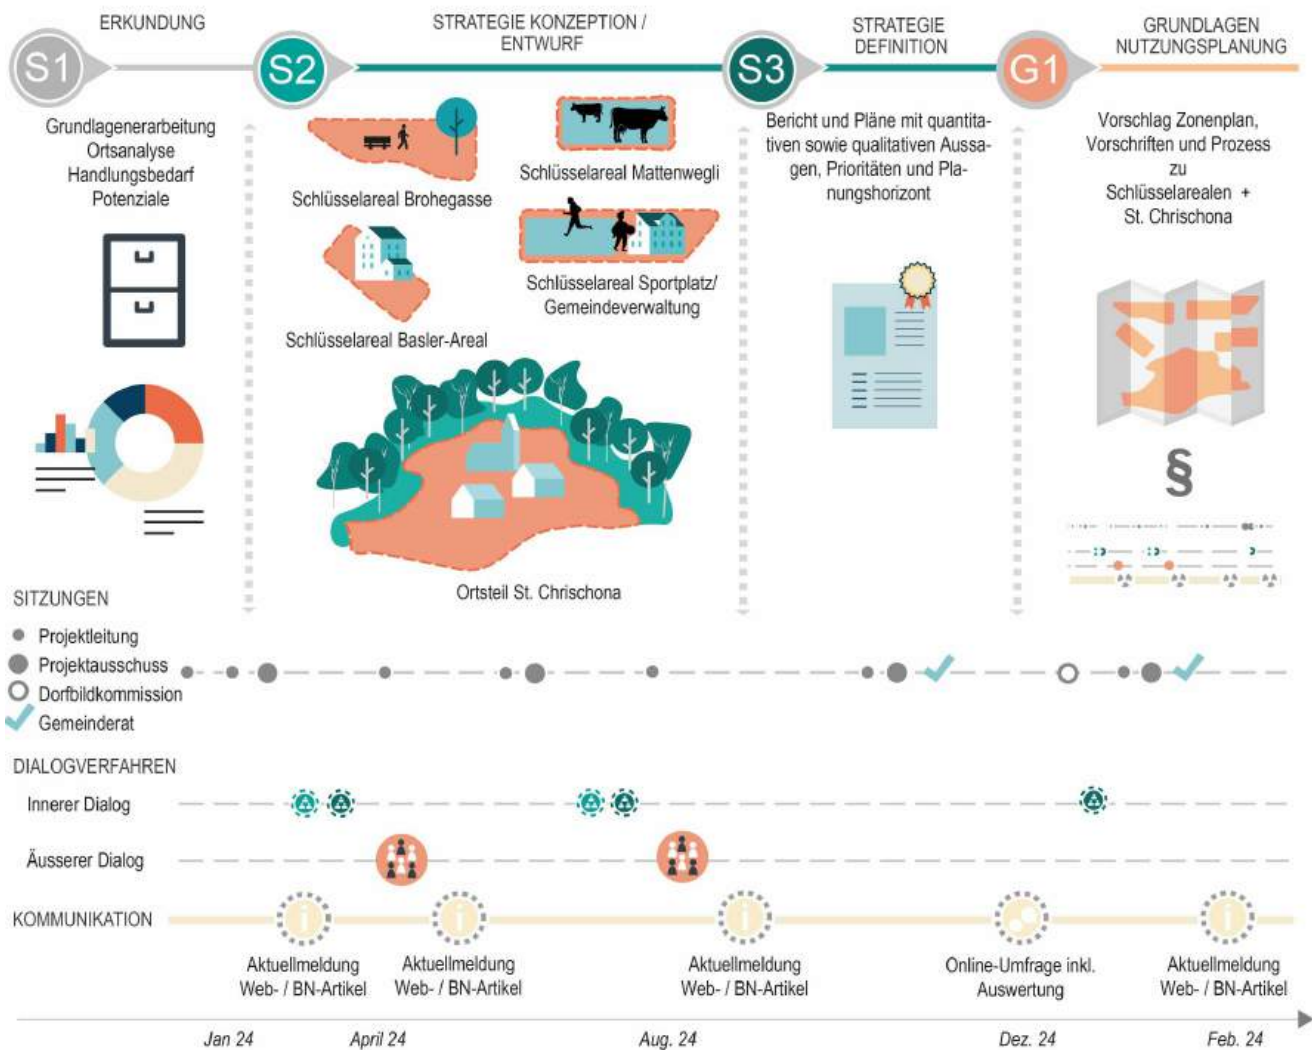 ERKUNDUNG
S1
Grundlagenerarbeitung
Ortsanalyse
Handlungsbedarf
Potenziale
STRATEGIE KONZEPTION /
ENTWURF
S2
Schlüsselareal Brohegasse
Schlüsselareal Mattenwegli
Schlüsselareal Basler-Areal
Schlüsselareal Sportplatz/
Gemeindeverwaltung
Ortsteil St. Chrischona
STRATEGIE
DEFINITION
S3
Bericht und Pläne mit quantita-
tiven sowie qualitativen Aussa-
gen, Prioritäten und Pla-
nungshorizont
GRUNDLAGEN
NUTZUNGSPLANUNG
G1
Vorschlag Zonenplan,
Vorschriften und Prozess
zu
Schlüsselarealen +
St. Chrischona
§
SITZUNGEN
Projektleitung
Projektausschuss
Dorfbildkommission
Gemeinderat
DIALOGVERFAHREN
Innerer Dialog
Äusserer Dialog
KOMMUNIKATION
i
i
i
i
Aktuellmeldung
Web- / BN-Artikel
Aktuellmeldung
Web- / BN-Artikel
Aktuellmeldung
Web- / BN-Artikel
Online-Umfrage inkl.
Auswertung
Aktuellmeldung
Web- / BN-Artikel
Jan 24
April 24
Aug. 24
Dez. 24
Feb. 24